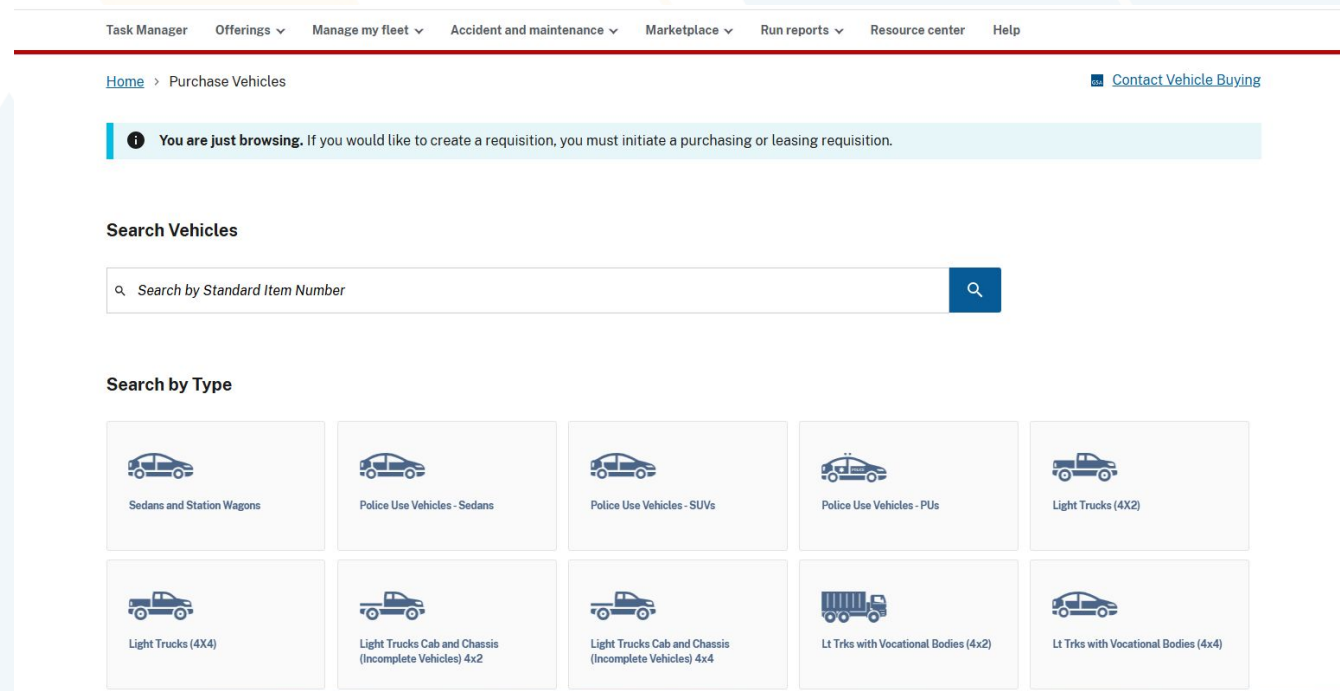 Task Manager Offerings Manage my fleet Accident and maintenance Marketplace Run reports Resource center Help
Home > Purchase Vehicles
GSA Contact Vehicle Buying
You are just browsing. If you would like to create a requisition, you must initiate a purchasing or leasing requisition.
Search Vehicles
Search by Standard Item Number
Search by Type
Sedans and Station Wagons
Police Use Vehicles - Sedans
Police Use Vehicles - SUVs
POLICE
Police Use Vehicles - PUs
Light Trucks (4X2)
Light Trucks (4X4)
Light Trucks Cab and Chassis
(Incomplete Vehicles) 4x2
Light Trucks Cab and Chassis
(Incomplete Vehicles) 4x4
Lt Trks with Vocational Bodies (4x2)
Lt Trks with Vocational Bodies (4x4)